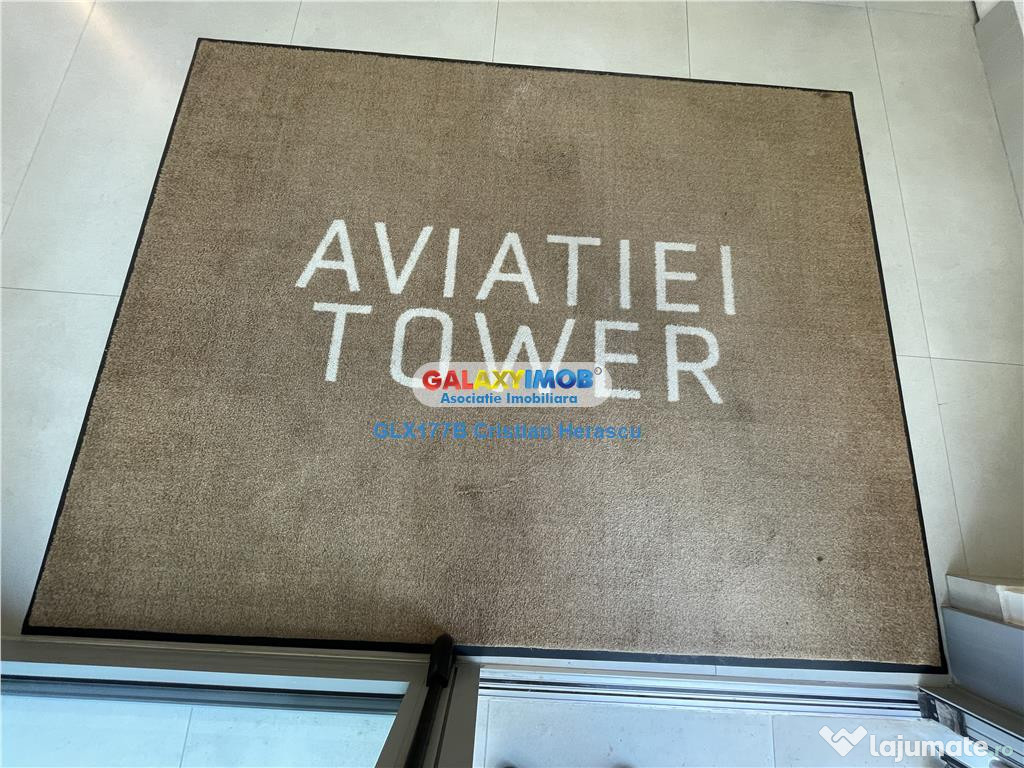 AVIATIEI
TOWER
GALAXYIMOB®
Asociatie Imobiliara
GLX177B Cristian Herascu
lajumate.ro